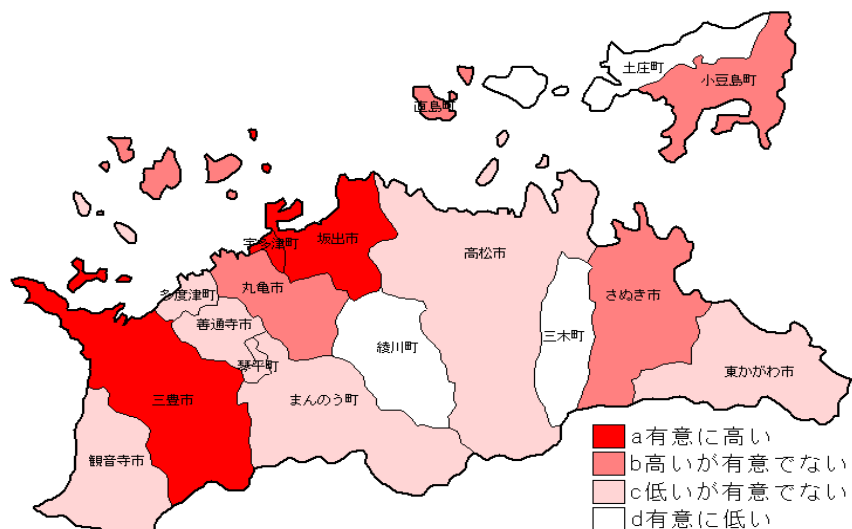 土庄町
小豆島町
直島町
宇多津町
坂出市
高松市
丸亀市
さぬき市
多度津町
善通寺市
三木町
綾川町
琴平町
東かがわ市
三豊市
まんのう町
観音寺市
a有意に高い
b高いが有意でない
c低いが有意でない
d有意に低い